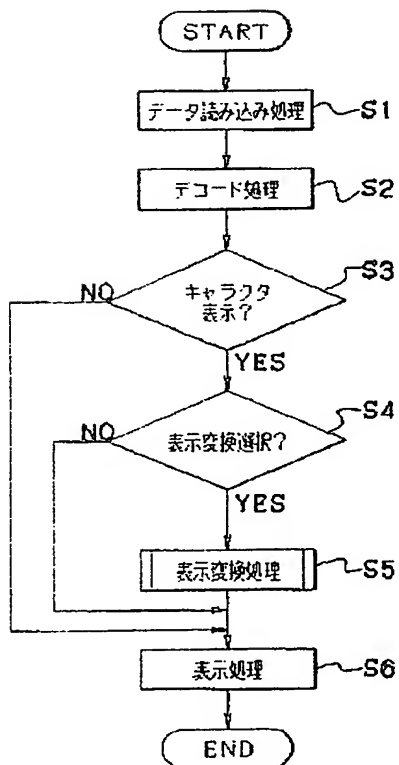 START
データ読み込み処理
S1
デコード処理
S2
キャラクタ
表示?
S3
NO
YES
表示変換選択?
S4
NO
YES
表示変換処理
S5
表示処理
S6
END